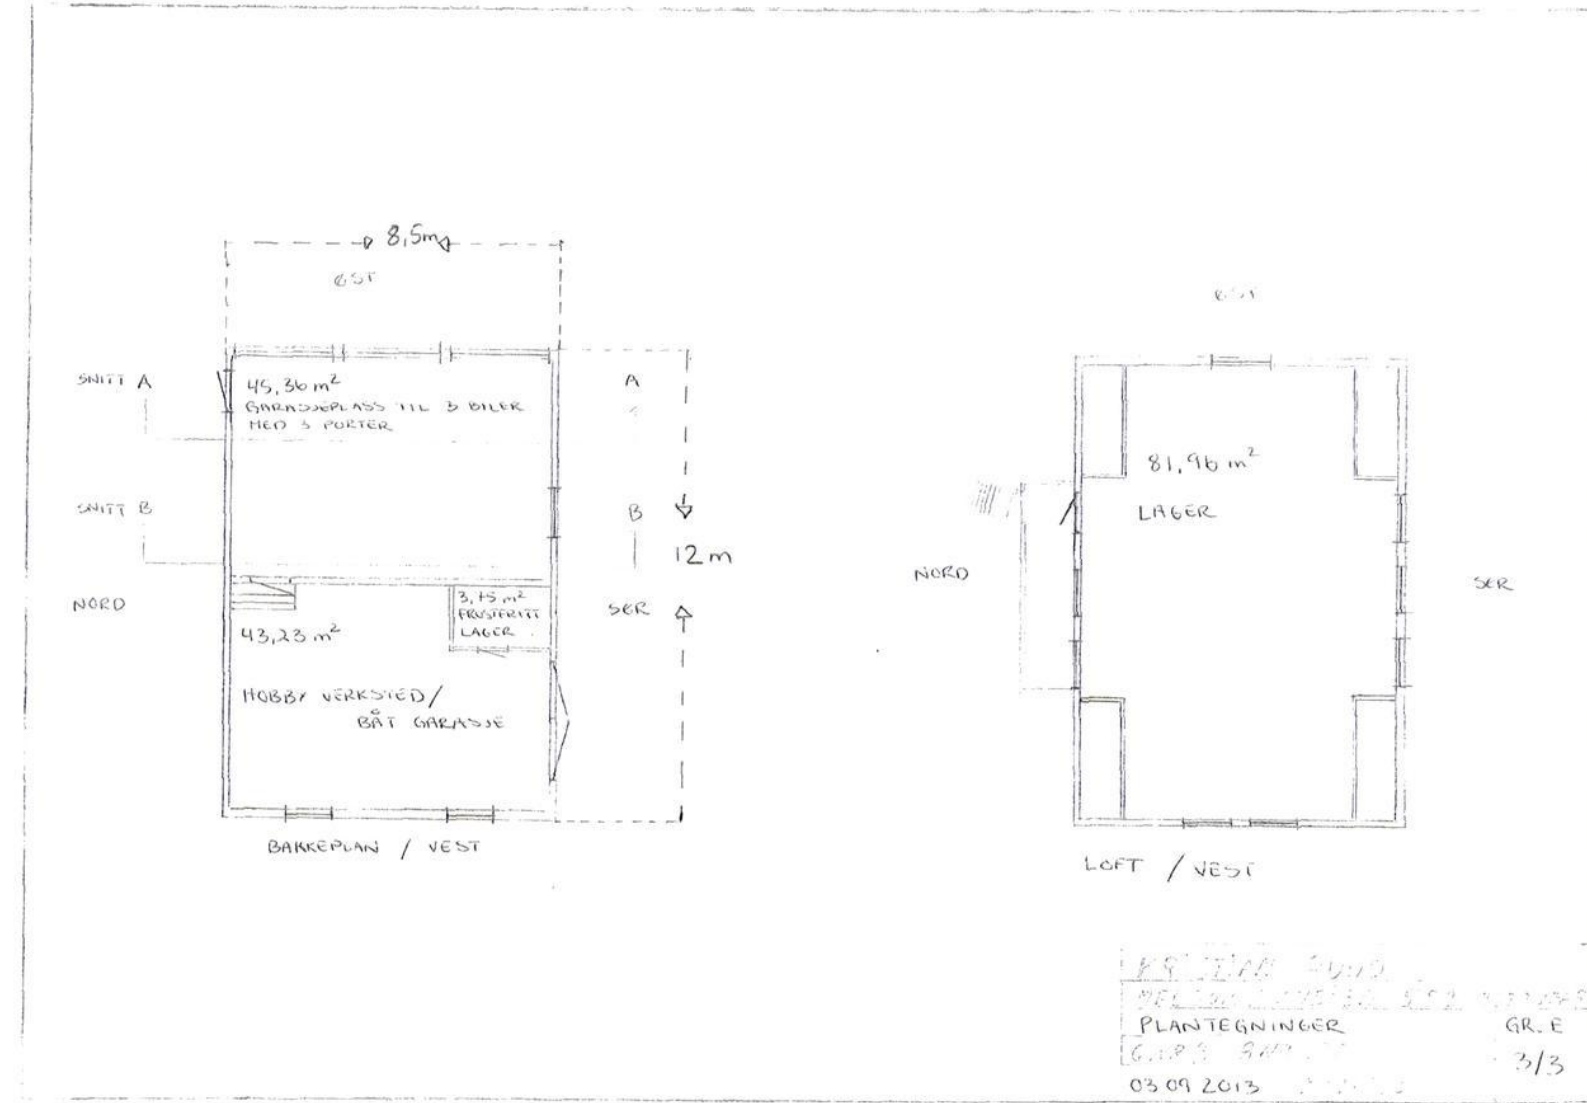 8,5m
ØST
SNITT A
45,36 m²
GARASJEPLASS TIL 3 BILER
MED 3 PORTER
A
SNITT B
B
12 m
NORD
SØR
3,75 m²
FROSTFRITT
LAGER
43,23 m²
HOBBY VERKSTED/
BÅT GARASJE
BAKKEPLAN / VEST
ØST
81,96 m²
LAGER
NORD
SØR
LOFT / VEST
PLANTEGNINGER GR. E
3/3
03 09 2013